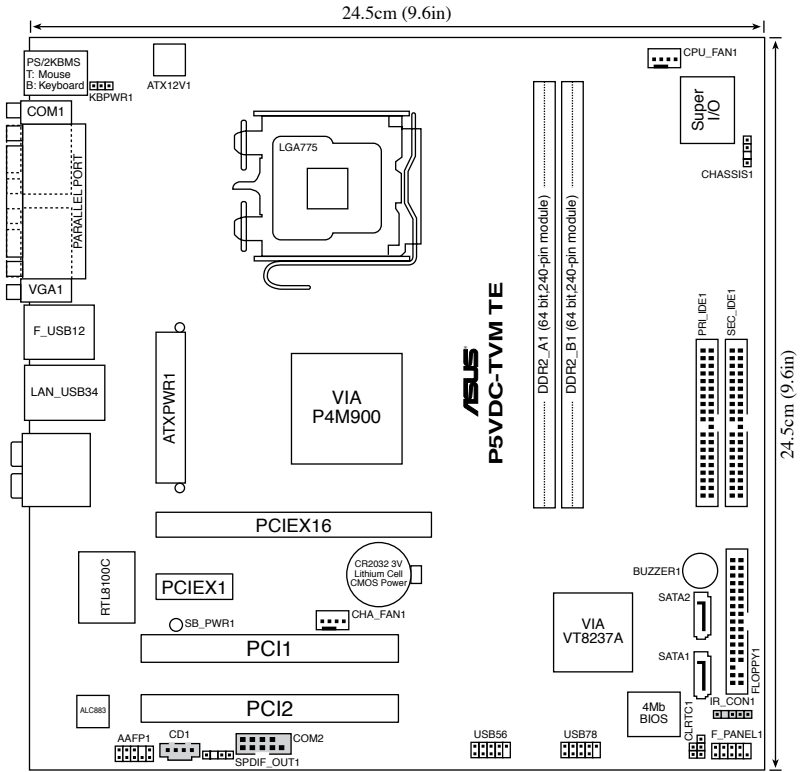 24.5cm (9.6in)
PS/2KBMS
T: Mouse
B: Keyboard
KBPWR1
ATX12V1
CPU_FAN1
Super
I/O
CHASSIS1
COM1
PARALLEL PORT
VGA1
LGA775
F_USB12
LAN_USB34
ATXPWR1
VIA
P4M900
ASUS
P5VDC-TVM TE
DDR2_A1 (64 bit,240-pin module)
DDR2_B1 (64 bit,240-pin module)
PRI_IDE1
SEC_IDE1
24.5cm (9.6in)
PCIEX16
RTL8100C
PCIEX1
CR2032 3V
Lithium Cell
CMOS Power
CHA_FAN1
SB_PWR1
BUZZER1
SATA2
VIA
VT8237A
FLOPPY1
PCI1
SATA1
ALC883
PCI2
4Mb
BIOS
CLRTC1
IR_CON1
AAFP1
CD1
SPDIF_OUT1
COM2
USB56
USB78
F_PANEL1